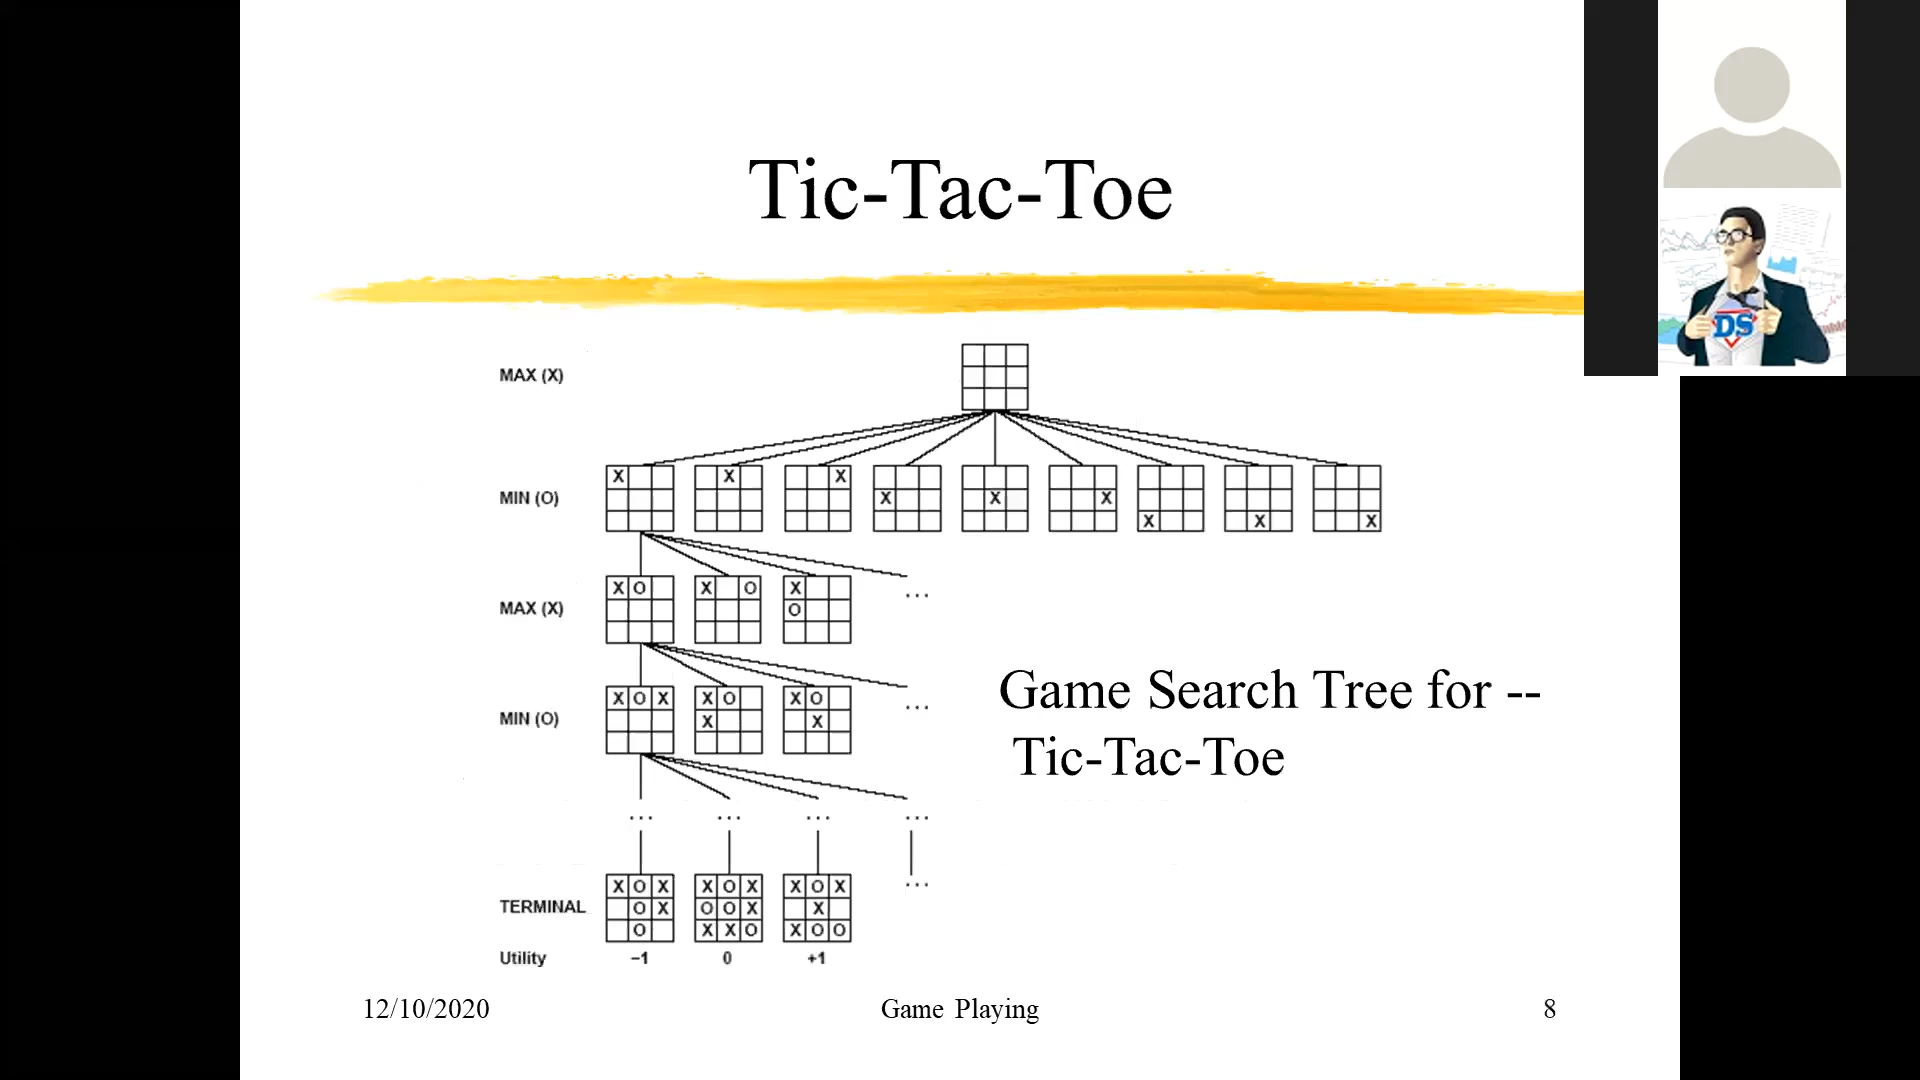 Tic-Tac-Toe
DS
MAX (X)
MIN (O)
X X X X X X X X X
MAX (X)
X O X O X
O
...
MIN (O)
X O X X O X O
X X
...
Game Search Tree for --
Tic-Tac-Toe
... ... ... ...
TERMINAL
X O X X O X X O X
O X O O X X
O X X O X O O
...
Utility
−1 0 +1
12/10/2020 Game Playing 8